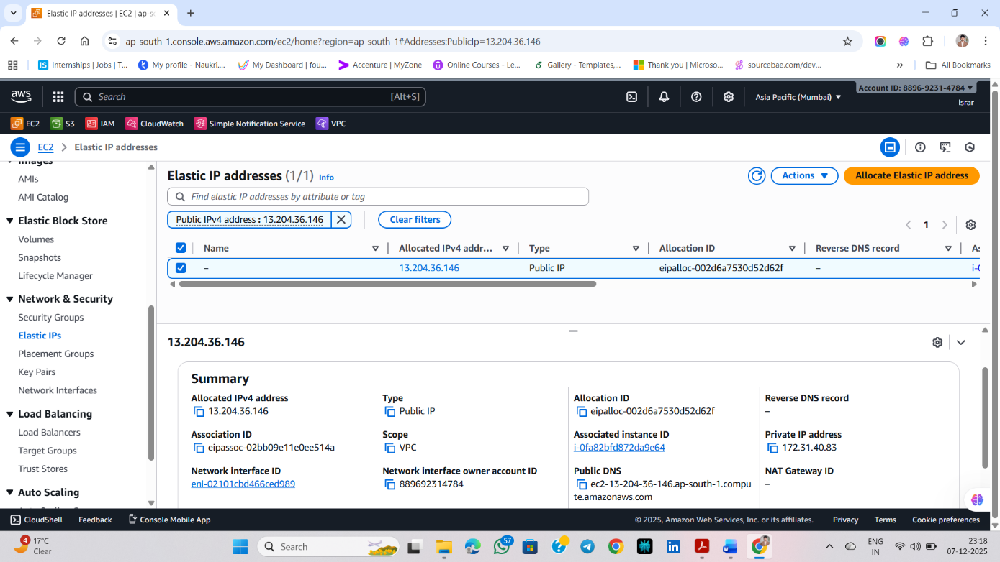 Elastic IP addresses | EC2 | ap-so
ap-south-1.console.aws.amazon.com/ec2/home?region=ap-south-1#Addresses:PublicIp=13.204.36.146
Internships | Jobs | T...
My profile - Naukri....
My Dashboard | fou...
Accenture | MyZone
Online Courses - Le...
Gallery - Templates,...
Thank you | Microso...
sourcebae.com/dev...
All Bookmarks
aws
Search [Alt+S]
Asia Pacific (Mumbai)
Account ID: 8896-9231-4784
Israr
EC2 S3 IAM CloudWatch Simple Notification Service VPC
EC2 > Elastic IP addresses
Images
AMIs
AMI Catalog
Elastic Block Store
Volumes
Snapshots
Lifecycle Manager
Network & Security
Security Groups
Elastic IPs
Placement Groups
Key Pairs
Network Interfaces
Load Balancing
Load Balancers
Target Groups
Trust Stores
Auto Scaling
Elastic IP addresses (1/1) Info
Actions
Allocate Elastic IP address
Find elastic IP addresses by attribute or tag
Public IPv4 address : 13.204.36.146
Clear filters
1
Name Allocated IPv4 addr... Type Allocation ID Reverse DNS record As
– 13.204.36.146 Public IP eipalloc-002d6a7530d52d62f – i-0
13.204.36.146
Summary
Allocated IPv4 address
13.204.36.146
Type
Public IP
Allocation ID
eipalloc-002d6a7530d52d62f
Reverse DNS record
–
Association ID
eipassoc-02bb09e11e0ee514a
Scope
VPC
Associated instance ID
i-0fa82bfd872da9e64
Private IP address
172.31.40.83
Network interface ID
eni-02101cbd466ced989
Network interface owner account ID
889692314784
Public DNS
ec2-13-204-36-146.ap-south-1.compu
te.amazonaws.com
NAT Gateway ID
–
CloudShell Feedback Console Mobile App
© 2025, Amazon Web Services, Inc. or its affiliates. Privacy Terms Cookie preferences
4
17°C
Clear
Search
57
ENG
IN
23:18
07-12-2025